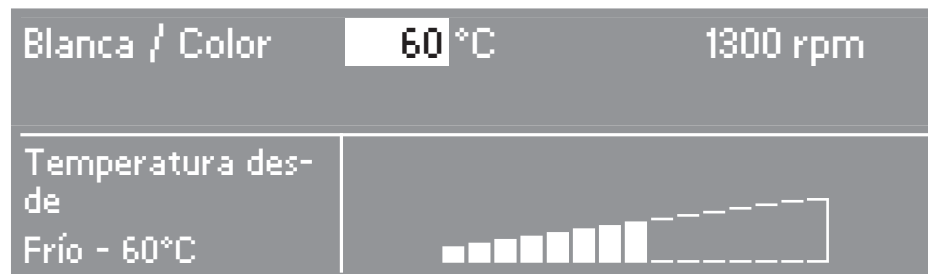 Blanca / Color 60 °C 1300 rpm
Temperatura des-
de
Frío - 60°C